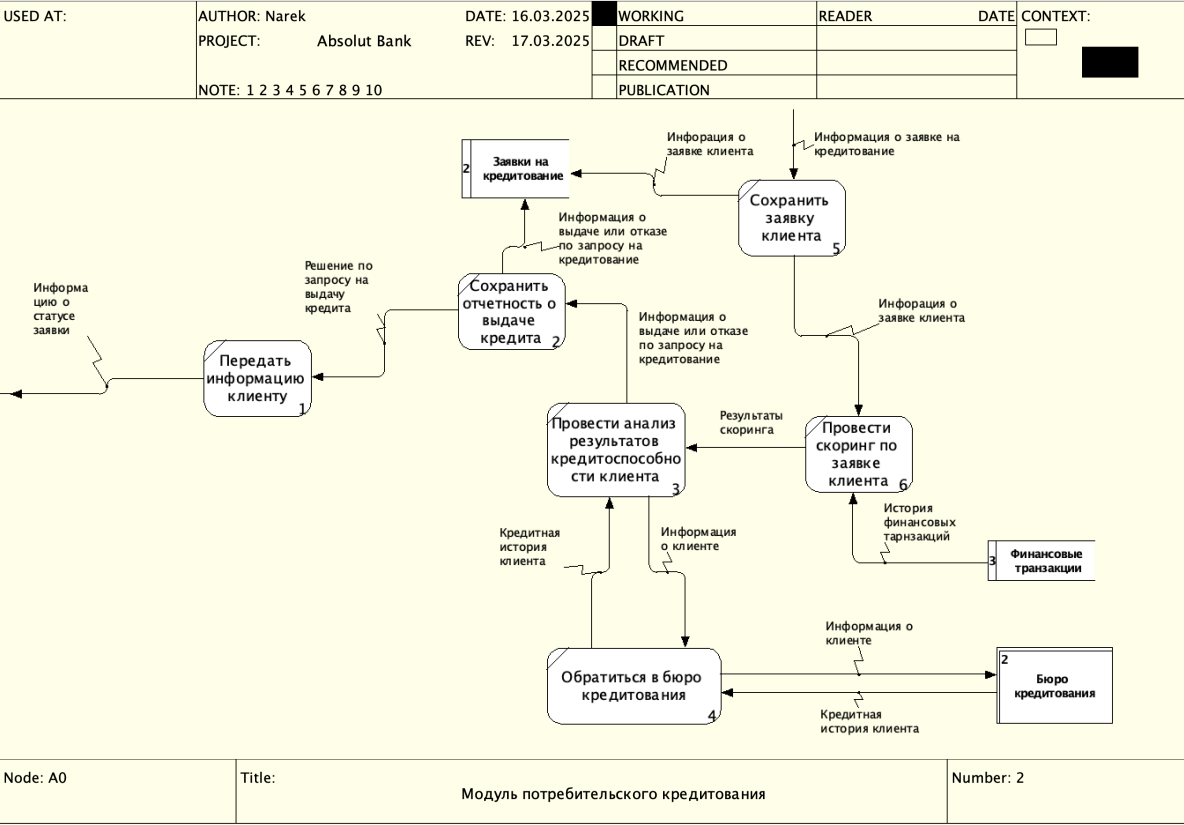 USED AT:
AUTHOR: Narek
DATE: 16.03.2025
PROJECT: Absolut Bank
REV: 17.03.2025
NOTE: 1 2 3 4 5 6 7 8 9 10
WORKING
DRAFT
RECOMMENDED
PUBLICATION
READER DATE
CONTEXT:
Инфорация о
заявке клиента
Информация о заявке на
кредитование
2
Заявки на
кредитование
Сохранить
заявку
клиента
5
Информация о
выдаче или отказе
по запросу на
кредитование
Решение по
запросу на
выдачу
кредита
Информа
цию о
статусе
заявки
Сохранить
отчетность о
выдаче
кредита
2
Информация о
выдаче или отказе
по запросу на
кредитование
Инфорация о
заявке клиента
Передать
информацию
клиенту
1
Провести анализ
результатов
кредитоспособно
сти клиента
3
Результаты
скоринга
Провести
скоринг по
заявке
клиента
6
История
финансовых
тарнзакций
Кредитная
история
клиента
Информация
о клиенте
3
Финансовые
транзакции
Информация о
клиенте
Обратиться в бюро
кредитования
4
2
Бюро
кредитования
Кредитная
история клиента
Node: A0
Title:
Модуль потребительского кредитования
Number: 2